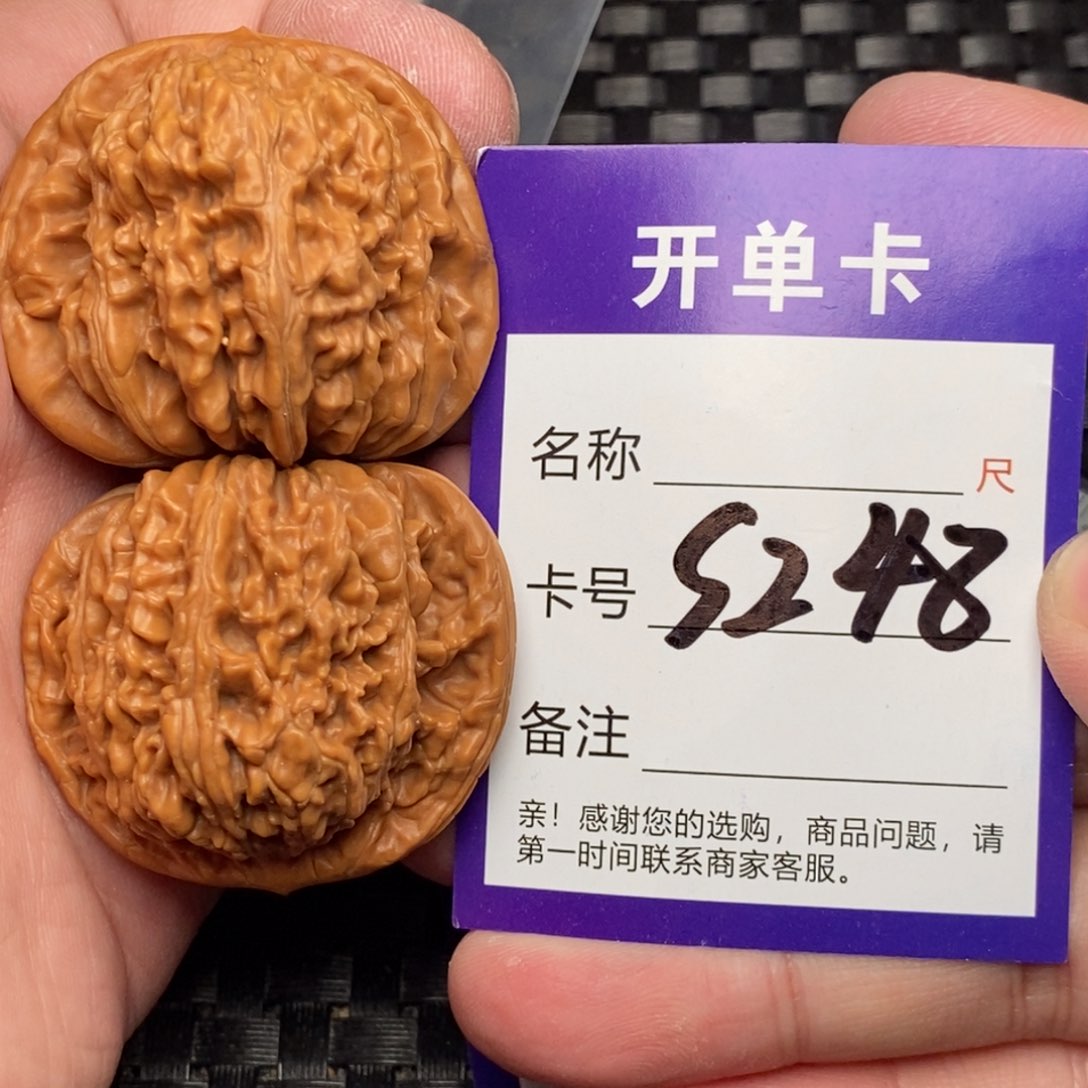 开单卡
名称 尺
卡号 S248
备注
亲！感谢您的选购，商品问题，请
第一时间联系商家客服。